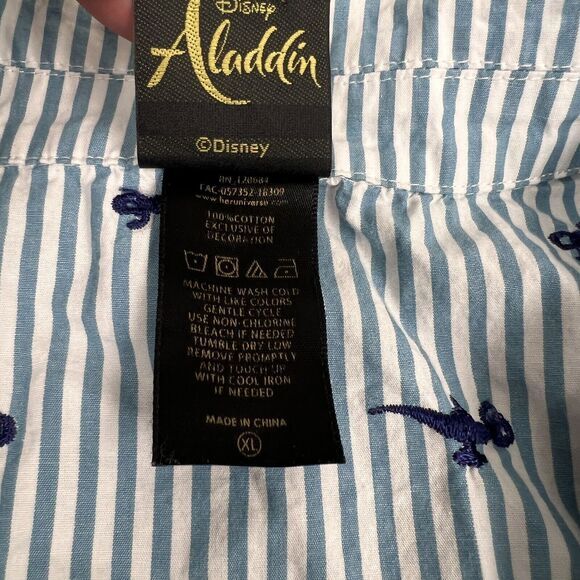 Disney
Aladdin
©Disney
RN 120684
FAC-057352-18309
www.heruniverse.com
100%COTTON
EXCLUSIVE OF
DECORATION
MACHINE WASH COLD
WITH LIKE COLORS
GENTLE CYCLE
USE NON-CHLORINE
BLEACH IF NEEDED
TUMBLE DRY LOW
REMOVE PROMPTLY
AND TOUCH UP
WITH COOL IRON
IF NEEDED
MADE IN CHINA
XL